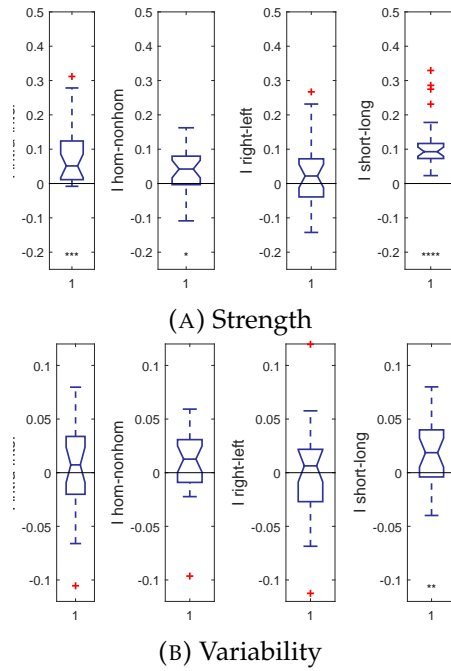 0.5 0.5 0.5 0.5
0.4 0.4 0.4 0.4
0.3 0.3 0.3 0.3
0.2 0.2 0.2 0.2
0.1 0.1 0.1 0.1
0 0 0 0
-0.1 -0.1 -0.1 -0.1
-0.2 -0.2 -0.2 -0.2
I hom-nonhom
I right-left
I short-long
*** * ****
1 1 1 1
(A) Strength
0.1 0.1 0.1 0.1
0.05 0.05 0.05 0.05
0 0 0 0
-0.05 -0.05 -0.05 -0.05
-0.1 -0.1 -0.1 -0.1
I hom-nonhom
I right-left
I short-long
**
1 1 1 1
(B) Variability